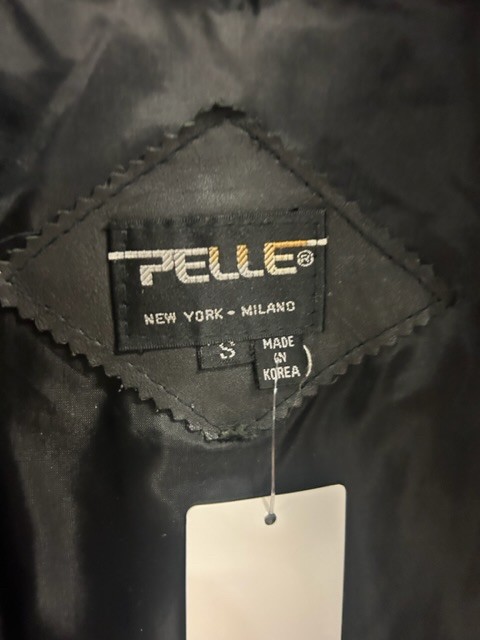 PELLE®
NEW YORK - MILANO
S
MADE
IN
KOREA